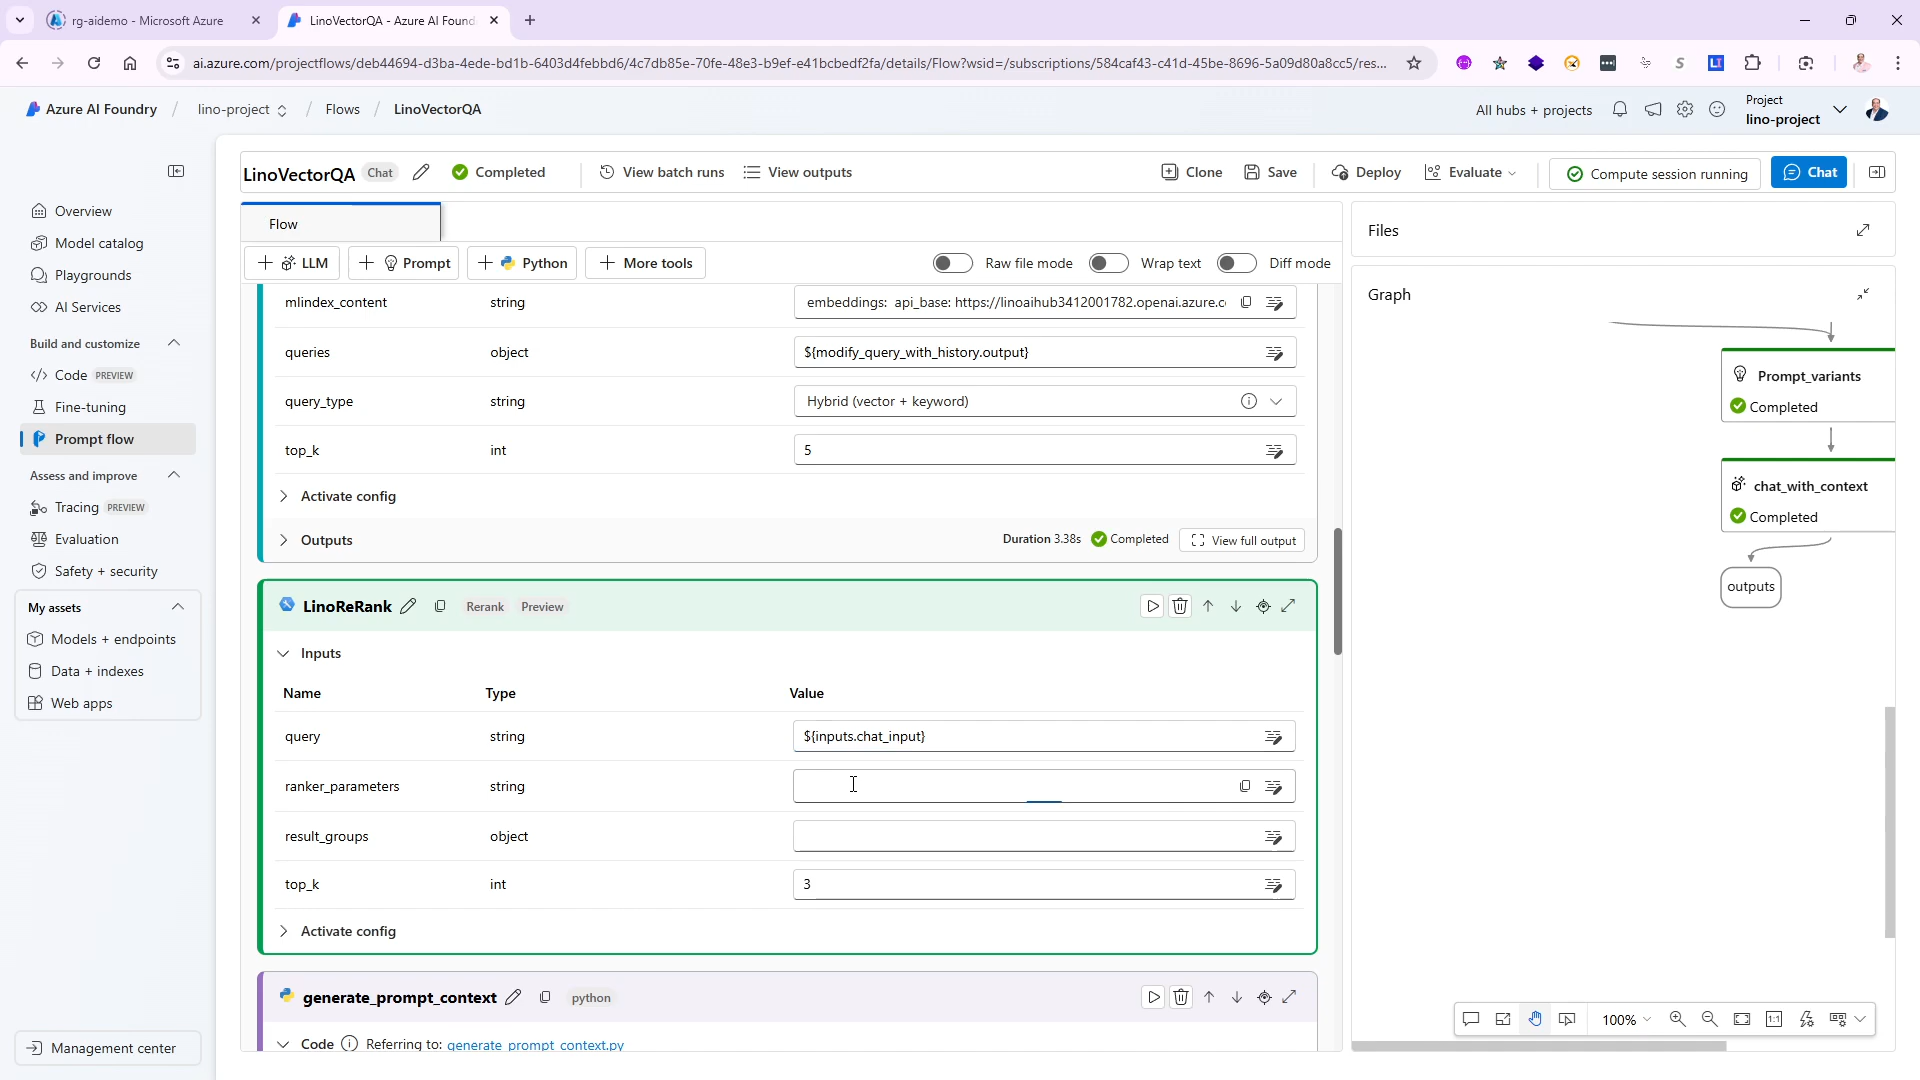 rg-aidemo - Microsoft Azure
LinoVectorQA - Azure AI Found
ai.azure.com/projectflows/deb44694-d3ba-4ede-bd1b-6403d4febbd6/4c7db85e-70fe-48e3-b9ef-e41bcbedf2fa/details/Flow?wsid=/subscriptions/584caf43-c41d-45be-8696-5a09d80a8cc5/res...
Azure AI Foundry / lino-project / Flows / LinoVectorQA
All hubs + projects
Project
lino-project
Overview
Model catalog
Playgrounds
AI Services
Build and customize
Code PREVIEW
Fine-tuning
Prompt flow
Assess and improve
Tracing PREVIEW
Evaluation
Safety + security
My assets
Models + endpoints
Data + indexes
Web apps
Management center
LinoVectorQA Chat Completed View batch runs View outputs Clone Save Deploy Evaluate Compute session running Chat
Flow
LLM Prompt Python More tools Raw file mode Wrap text Diff mode
mlindex_content string embeddings: api_base: https://linoaihub3412001782.openai.azure.c
queries object ${modify_query_with_history.output}
query_type string Hybrid (vector + keyword)
top_k int 5
Activate config
Outputs Duration 3.38s Completed View full output
LinoReRank Rerank Preview
Inputs
Name Type Value
query string ${inputs.chat_input}
ranker_parameters string
result_groups object
top_k int 3
Activate config
generate_prompt_context python
Code Referring to: generate_prompt_context.py
Files
Graph
Prompt_variants
Completed
chat_with_context
Completed
outputs
100%
1:1